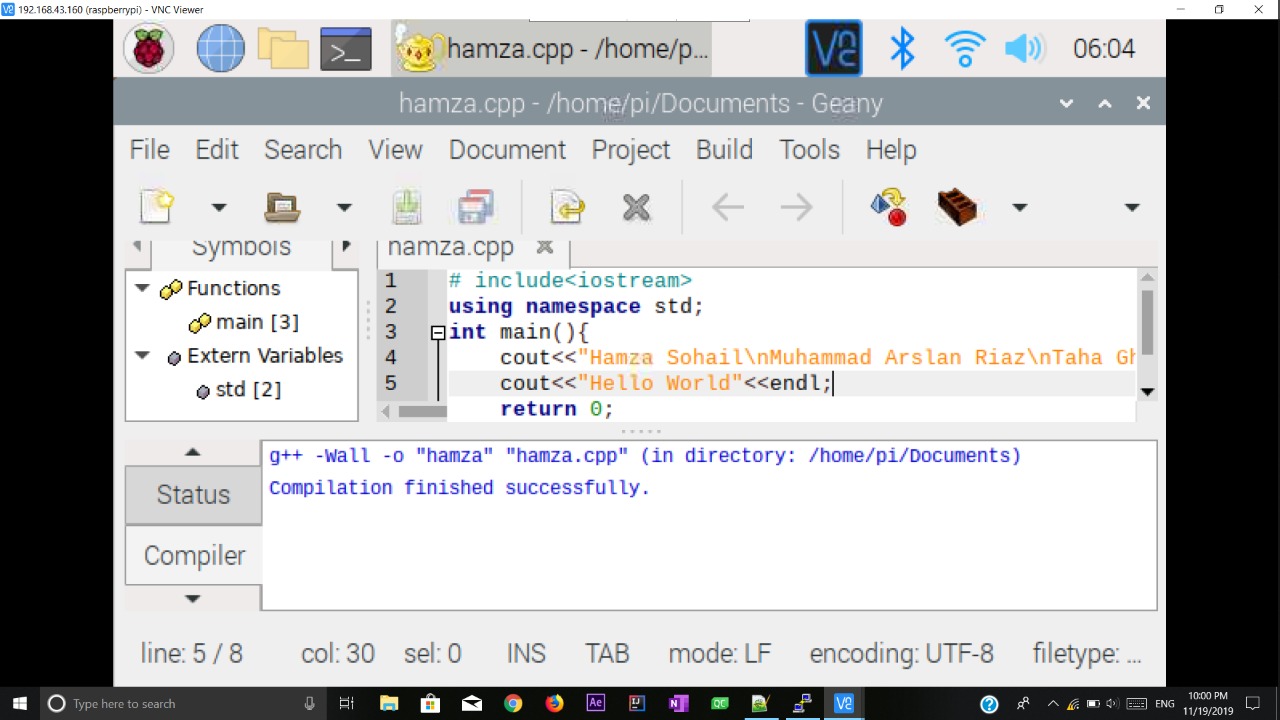 192.168.43.160 (raspberrypi) - VNC Viewer
hamza.cpp - /home/p...
06:04
hamza.cpp - /home/pi/Documents - Geany
File Edit Search View Document Project Build Tools Help
Symbols
hamza.cpp
Functions
main [3]
Extern Variables
std [2]
1 # include<iostream>
2 using namespace std;
3 int main(){
4 cout<<"Hamza Sohail\nMuhammad Arslan Riaz\nTaha
5 cout<<"Hello World"<<endl;
return 0;
g++ -Wall -o "hamza" "hamza.cpp" (in directory: /home/pi/Documents)
Compilation finished successfully.
Status
Compiler
line: 5 / 8 col: 30 sel: 0 INS TAB mode: LF encoding: UTF-8 filetype: ...
Type here to search
ENG
10:00 PM
11/19/2019